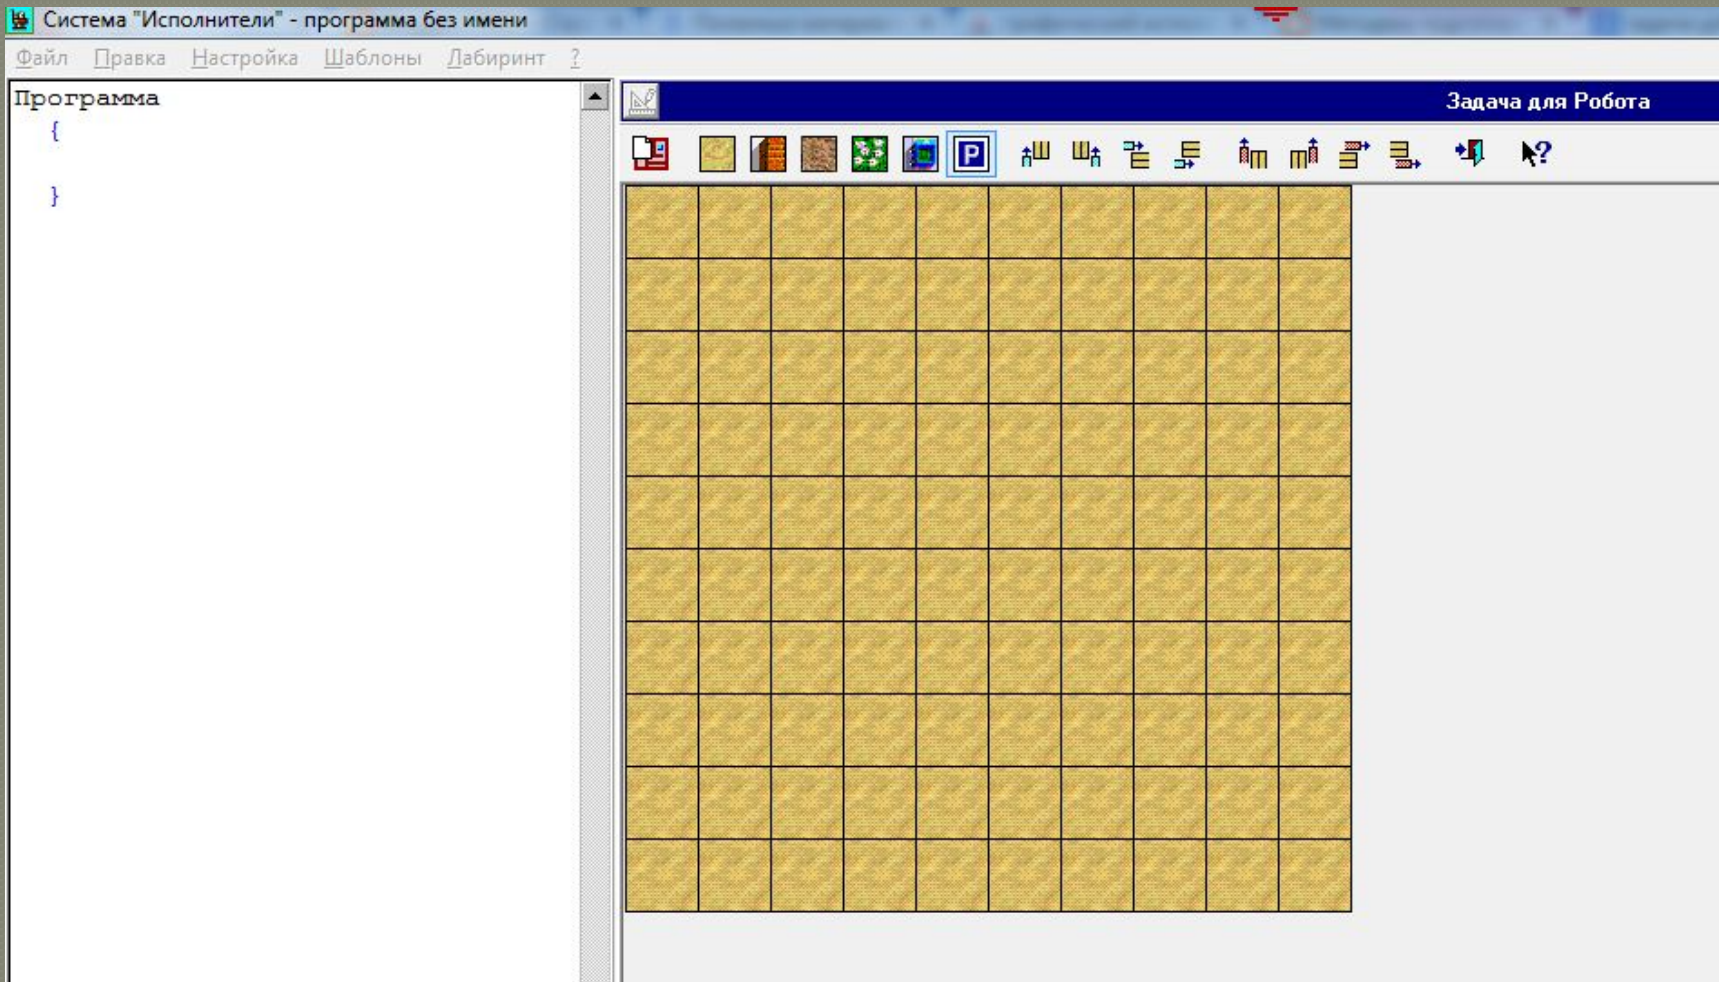 Система "Исполнители" - программа без имени
Файл Правка Настройка Шаблоны Лабиринт ?
Программа
{
}
Задача для Робота
P
?